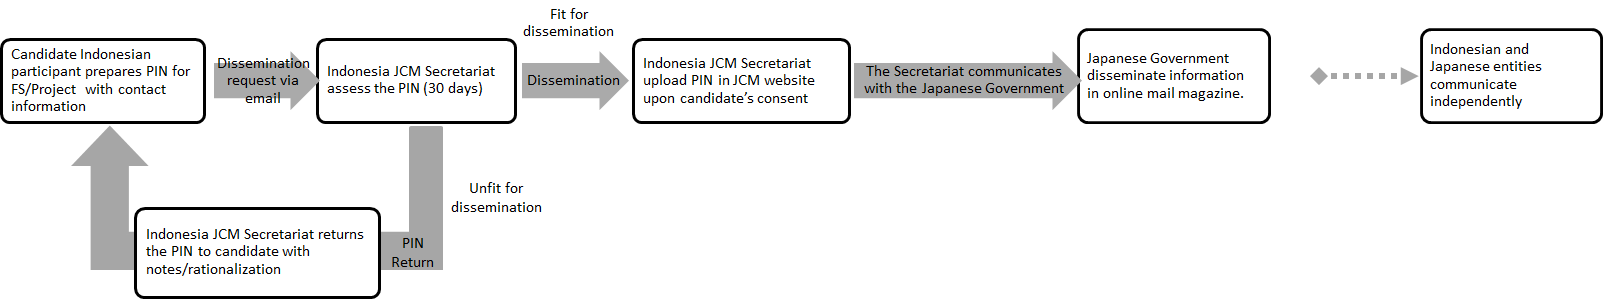 Candidate Indonesian
participant prepares PIN for
FS/Project with contact
information
Dissemination
request via
email
Indonesia JCM Secretariat
assess the PIN (30 days)
Fit for
dissemination
Dissemination
Indonesia JCM Secretariat
upload PIN in JCM website
upon candidate's consent
The Secretariat communicates
with the Japanese Government
Japanese Government
disseminate information
in online mail magazine.
Indonesian and
Japanese entities
communicate
independently
Unfit for
dissemination
PIN
Return
Indonesia JCM Secretariat returns
the PIN to candidate with
notes/rationalization